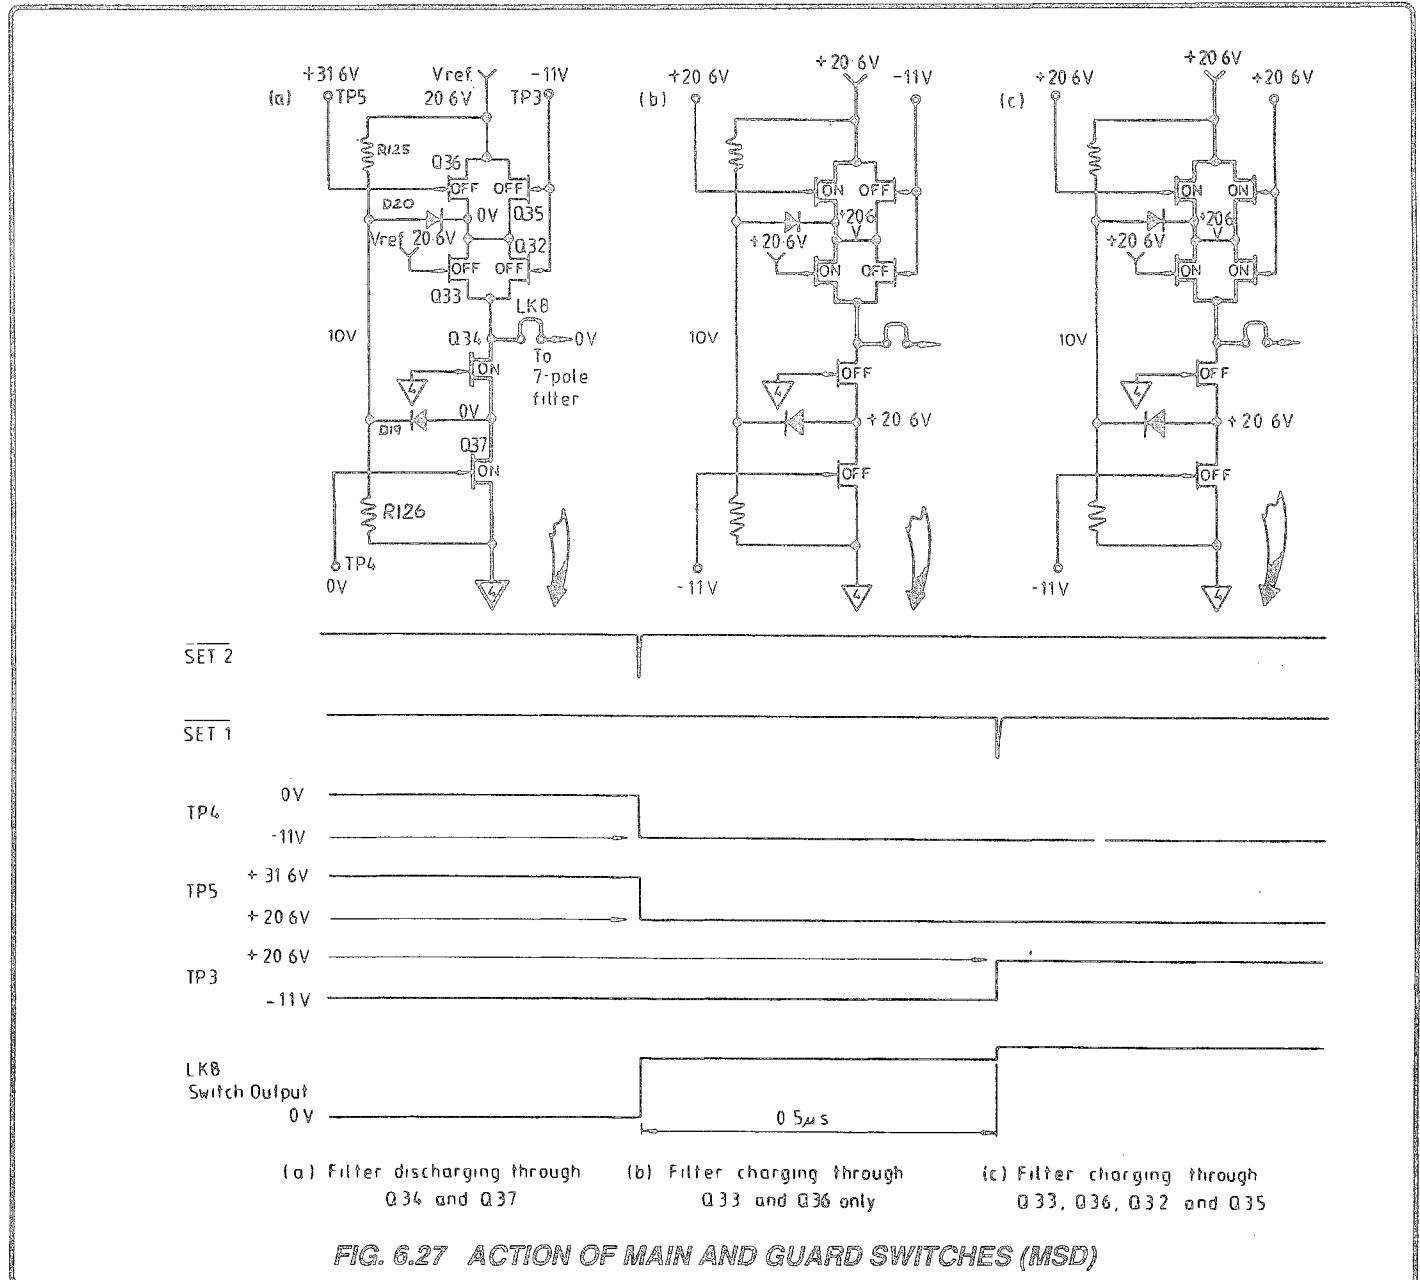 (a)
+31 6V
TP5
Vref
20 6V
-11V
TP3
R125
Q36
OFF
OFF
D20
0V
Q35
Vref 20·6V
Q32
OFF
OFF
Q33
LK8
10V
Q34
0V
ON
To
7-pole
filter
4
0V
D19
Q37
ON
R126
TP4
0V
4
(b)
+20 6V
+20·6V
-11V
ON
OFF
+20 6
V
+20·6V
ON
OFF
10V
OFF
4
+20 6V
OFF
-11V
4
(c)
+20 6V
+20 6V
+20 6V
ON
ON
+20 6
V
+20 6V
ON
ON
10V
OFF
4
+20 6V
OFF
-11V
4
SET 2
SET 1
TP4
0V
-11V
TP5
+31 6V
+20 6V
TP3
+20 6V
-11V
LK8
Switch Output
0V
0 5µs
(a) Filter discharging through
Q34 and Q37
(b) Filter charging through
Q33 and Q36 only
(c) Filter charging through
Q33, Q36, Q32 and Q35
FIG. 6.27 ACTION OF MAIN AND GUARD SWITCHES (MSD)